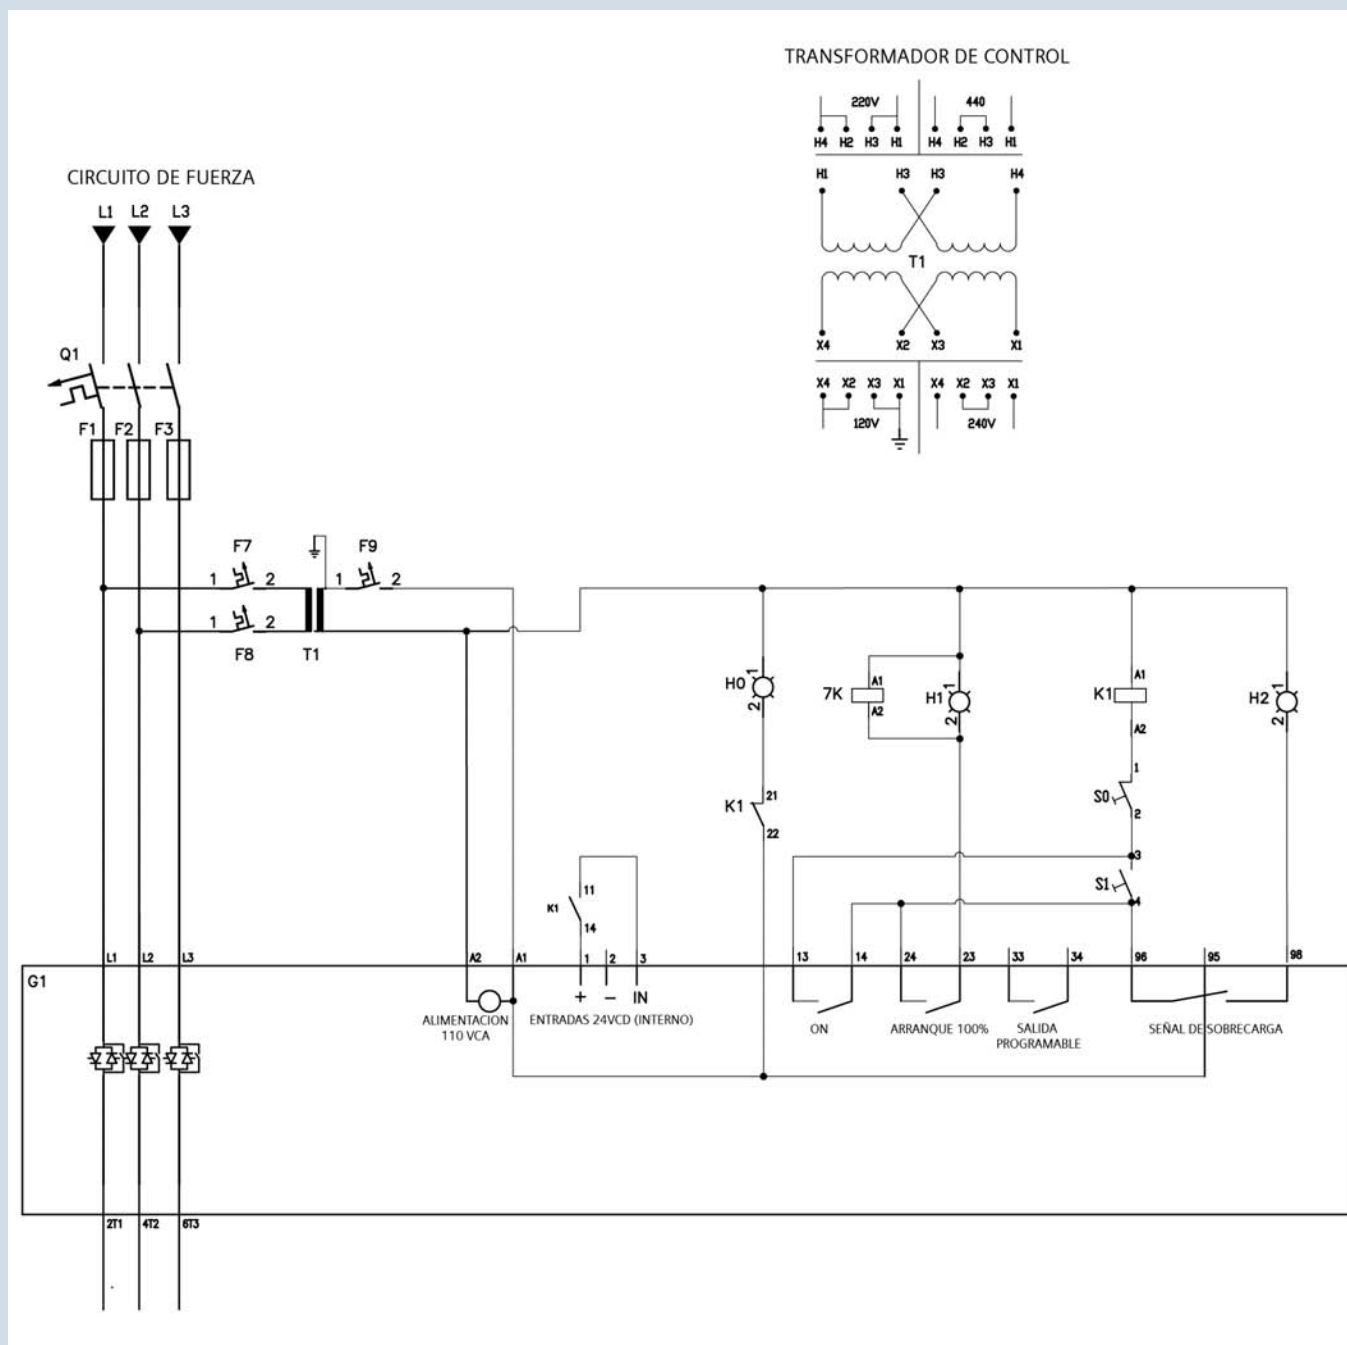 TRANSFORMADOR DE CONTROL
220V 440
H4 H2 H3 H1 H4 H2 H3 H1
H1 H3 H3 H4
T1
X4 X2 X3 X1
X4 X2 X3 X1 X4 X2 X3 X1
120V 240V
CIRCUITO DE FUERZA
L1 L2 L3
Q1
F1 F2 F3
F7 F9
1 2 1 2
1 2
F8 T1
H0 1 2
7K A1 A2
H1 1 2
K1 A1 A2
H2 1 2
1
S0
2
K1 21
22
3
S1
4
11
K1
14
L1 L2 L3 A2 A1 1 2 3 13 14 24 23 33 34 96 95 98
G1
+ – IN
ALIMENTACION
110 VCA
ENTRADAS 24VCD (INTERNO)
ON
ARRANQUE 100%
SALIDA
PROGRAMABLE
SEÑAL DE SOBRECARGA
2T1 4T2 6T3